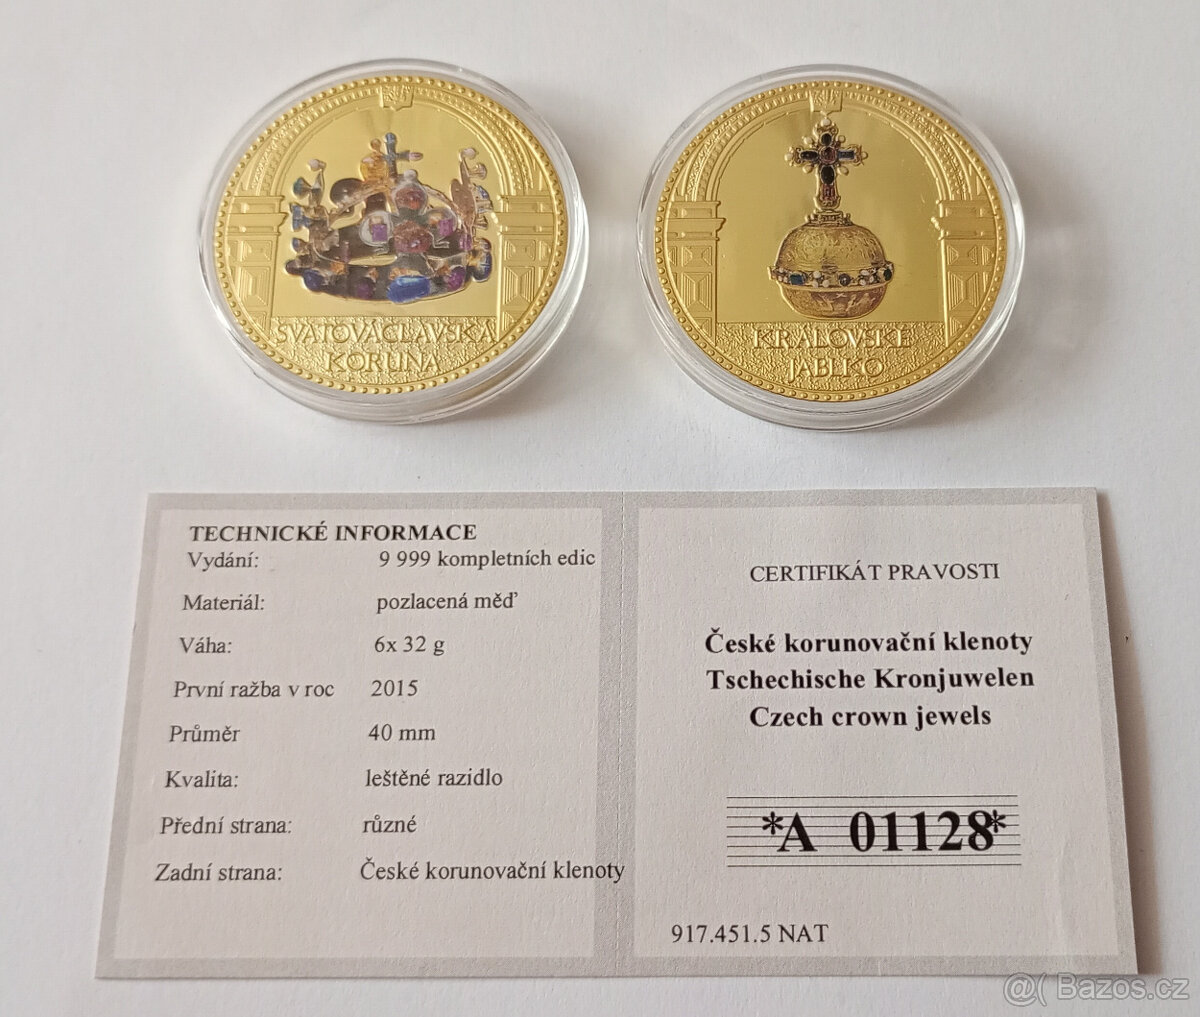 SVATOVÁCLAVSKÁ
KORUNA
KRÁLOVSKÉ
JABLKO
TECHNICKÉ INFORMACE
Vydání: 9 999 kompletních edic
Materiál: pozlacená měď
Váha: 6x 32 g
První ražba v roc 2015
Průměr 40 mm
Kvalita: leštěné razidlo
Přední strana: různé
Zadní strana: České korunovační klenoty
CERTIFIKÁT PRAVOSTI
České korunovační klenoty
Tschechische Kronjuwelen
Czech crown jewels
*A 01128*
917.451.5 NAT
@( Bazos.cz